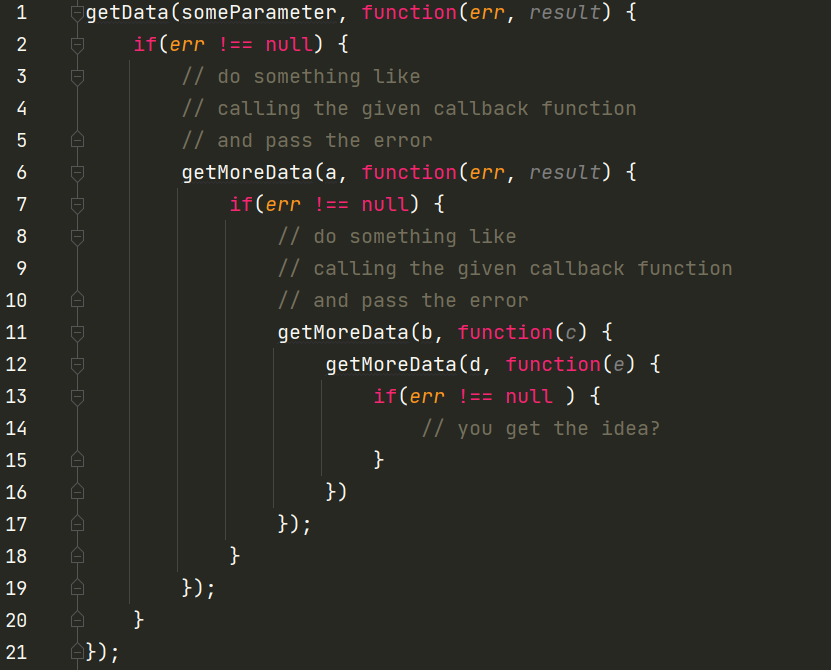 1 getData(someParameter, function(err, result) {
2     if(err !== null) {
3         // do something like
4         // calling the given callback function
5         // and pass the error
6         getMoreData(a, function(err, result) {
7             if(err !== null) {
8                 // do something like
9                 // calling the given callback function
10                 // and pass the error
11                 getMoreData(b, function(c) {
12                     getMoreData(d, function(e) {
13                         if(err !== null ) {
14                             // you get the idea?
15                         }
16                     })
17                 });
18             }
19         });
20     }
21 });